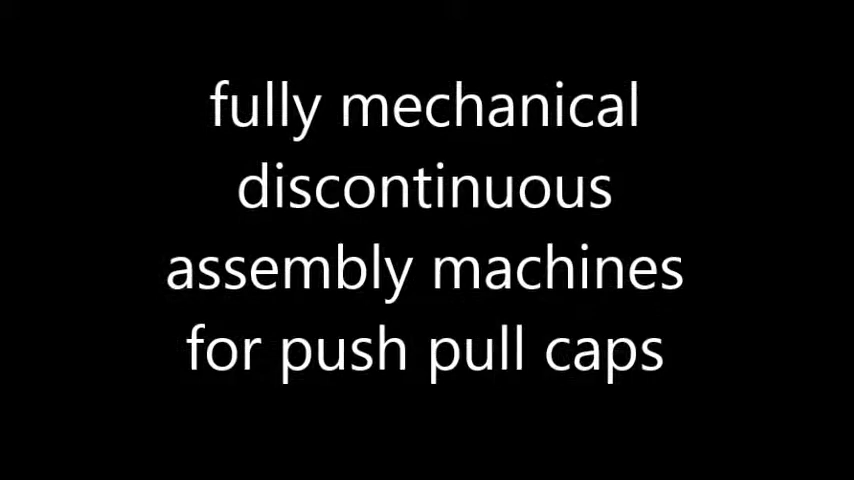 fully mechanical
discontinuous
assembly machines
for push pull caps